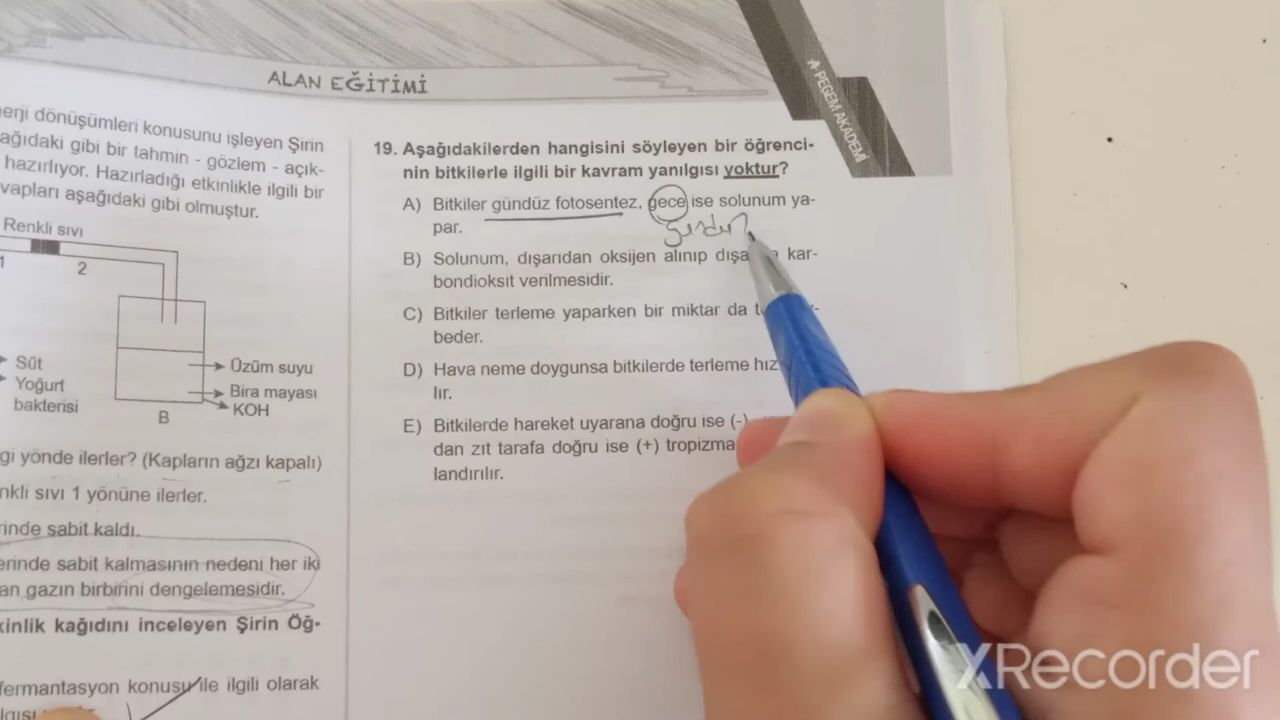 ALAN EĞİTİMİ
A PEGEM AKADEMİ
erji dönüşümleri konusunu işleyen Şirin
ağıdaki gibi bir tahmin - gözlem - açık-
hazırlıyor. Hazırladığı etkinlikle ilgili bir
vapları aşağıdaki gibi olmuştur.
Renkli sıvı
1 2
Süt
Yoğurt
bakterisi
Üzüm suyu
Bira mayası
KOH
B
gi yönde ilerler? (Kapların ağzı kapalı)
nkli sıvı 1 yönüne ilerler.
rinde sabit kaldı.
erinde sabit kalmasının nedeni her iki
an gazın birbirini dengelemesidir.
kinlik kağıdını inceleyen Şirin Öğ-
fermantasyon konusu ile ilgili olarak
19. Aşağıdakilerden hangisini söyleyen bir öğrenci-
nin bitkilerle ilgili bir kavram yanılgısı yoktur?
A) Bitkiler gündüz fotosentez, gece ise solunum ya-
par.
B) Solunum, dışarıdan oksijen alınıp dışa kar-
bondioksit verilmesidir.
C) Bitkiler terleme yaparken bir miktar da
beder.
D) Hava neme doygunsa bitkilerde terleme hız
lır.
E) Bitkilerde hareket uyarana doğru ise (-)
dan zıt tarafa doğru ise (+) tropizma
landırılır.
XRecorder